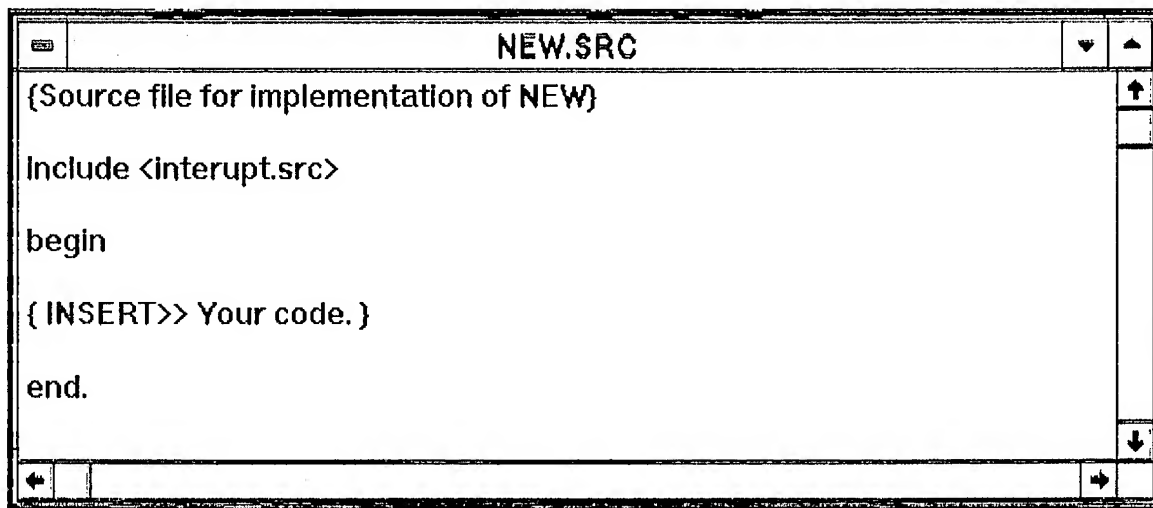 NEW.SRC
{Source file for implementation of NEW}
include <interupt.src>
begin
{ INSERT>> Your code. }
end.